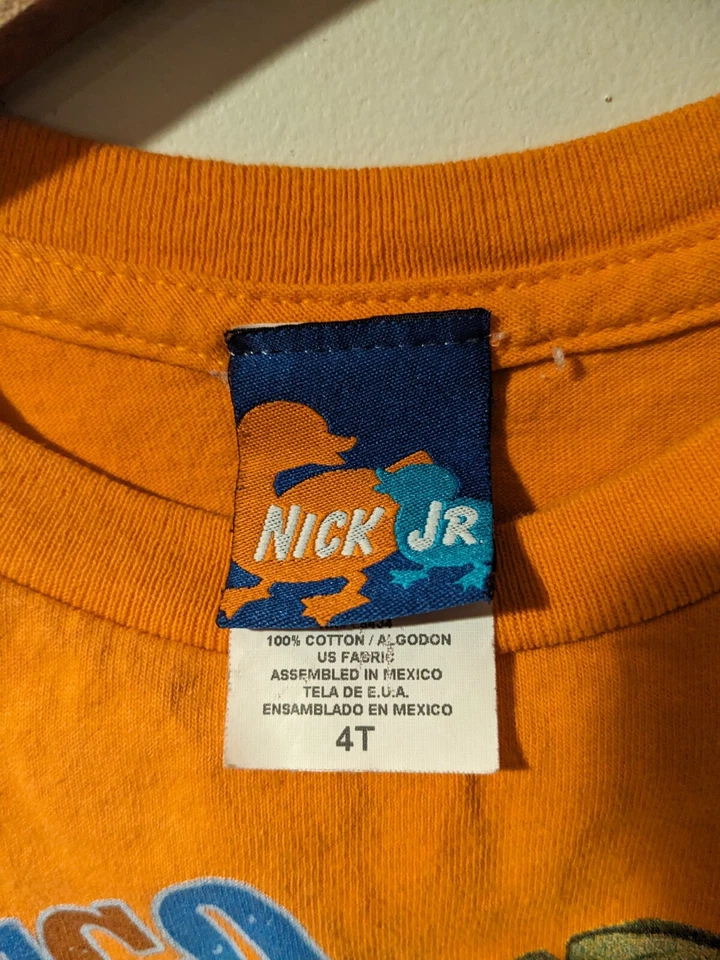 NICK JR.
100% COTTON / ALGODON
US FABRIC
ASSEMBLED IN MEXICO
TELA DE E.U.A.
ENSAMBLADO EN MEXICO
4T